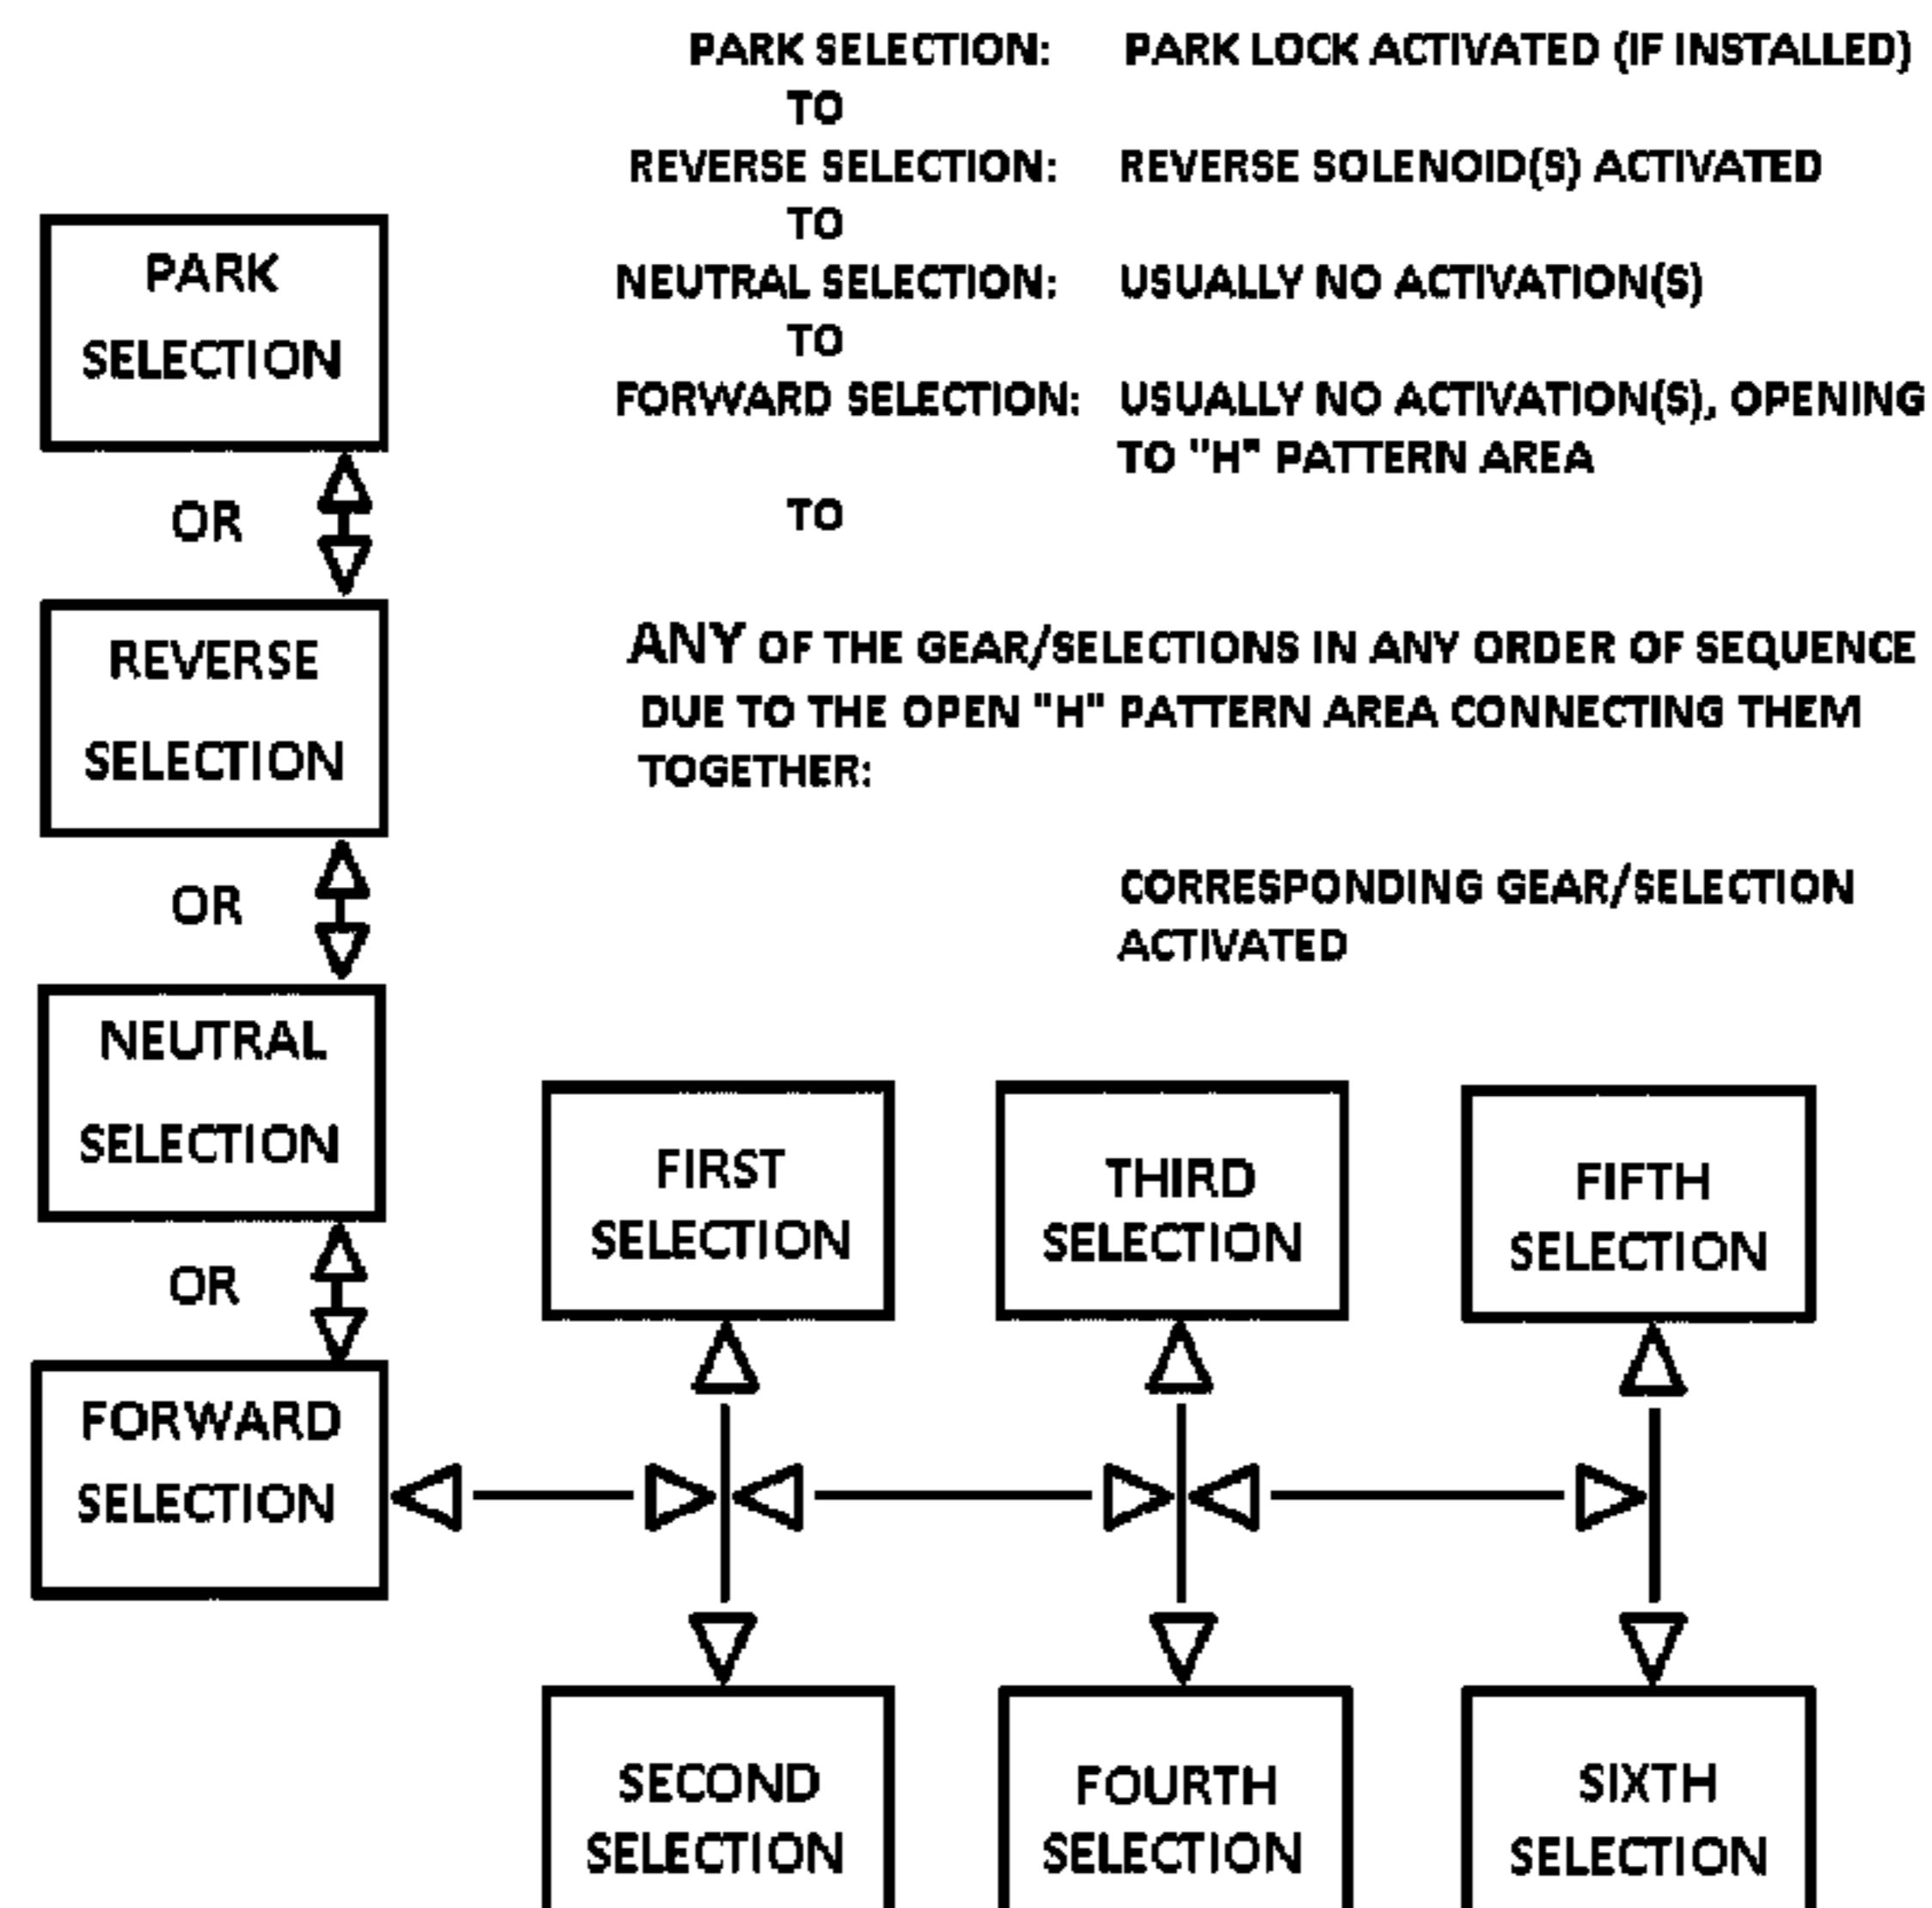 PARK SELECTION: PARK LOCK ACTIVATED (IF INSTALLED)
TO
REVERSE SELECTION: REVERSE SOLENOID(S) ACTIVATED
TO
NEUTRAL SELECTION: USUALLY NO ACTIVATION(S)
TO
FORWARD SELECTION: USUALLY NO ACTIVATION(S), OPENING
TO "H" PATTERN AREA
TO
ANY OF THE GEAR/SELECTIONS IN ANY ORDER OF SEQUENCE
DUE TO THE OPEN "H" PATTERN AREA CONNECTING THEM
TOGETHER:
CORRESPONDING GEAR/SELECTION
ACTIVATED
PARK
SELECTION
OR
REVERSE
SELECTION
OR
NEUTRAL
SELECTION
OR
FORWARD
SELECTION
FIRST
SELECTION
THIRD
SELECTION
FIFTH
SELECTION
SECOND
SELECTION
FOURTH
SELECTION
SIXTH
SELECTION